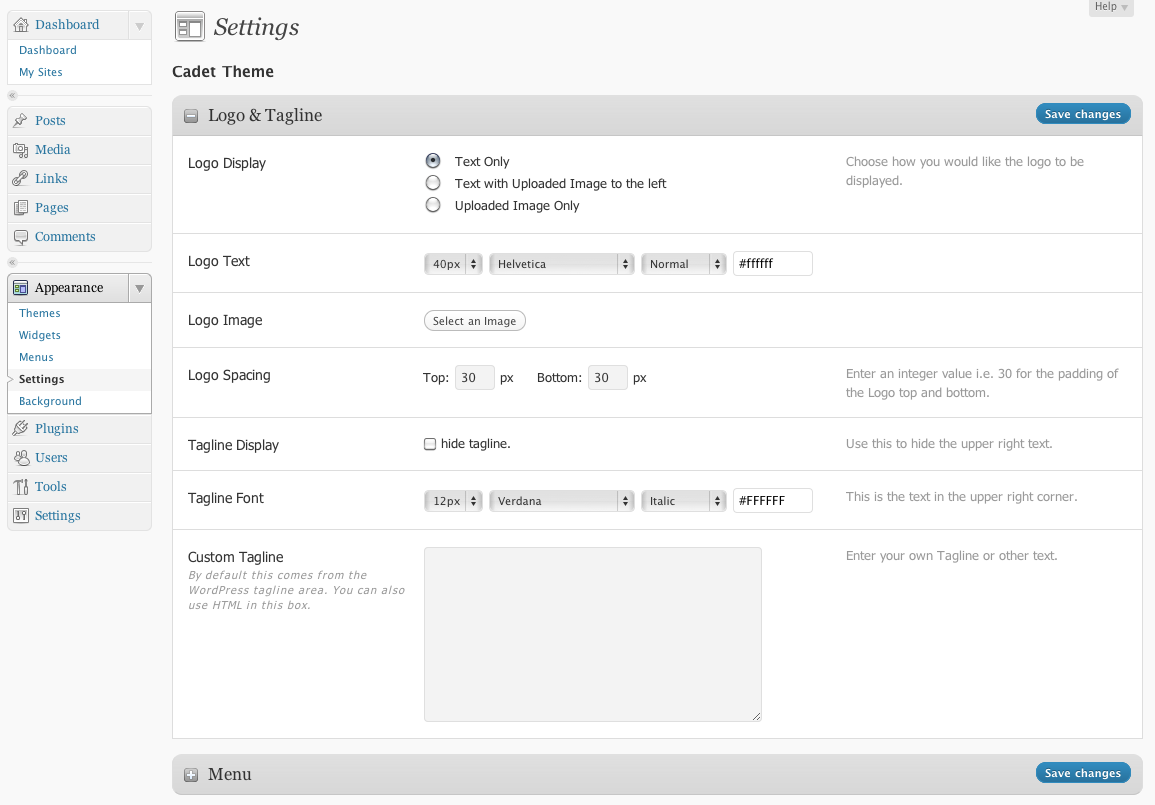 Help
Dashboard
Dashboard
My Sites
Posts
Media
Links
Pages
Comments
Appearance
Themes
Widgets
Menus
Settings
Background
Plugins
Users
Tools
Settings
Settings
Cadet Theme
Logo & Tagline
Save changes
Logo Display
Text Only
Text with Uploaded Image to the left
Uploaded Image Only
Choose how you would like the logo to be
displayed.
Logo Text
40px Helvetica Normal #ffffff
Logo Image
Select an Image
Logo Spacing
Top: 30 px Bottom: 30 px
Enter an integer value i.e. 30 for the padding of
the Logo top and bottom.
Tagline Display
hide tagline.
Use this to hide the upper right text.
Tagline Font
12px Verdana Italic #FFFFFF
This is the text in the upper right corner.
Custom Tagline
By default this comes from the
WordPress tagline area. You can also
use HTML in this box.
Enter your own Tagline or other text.
Menu
Save changes